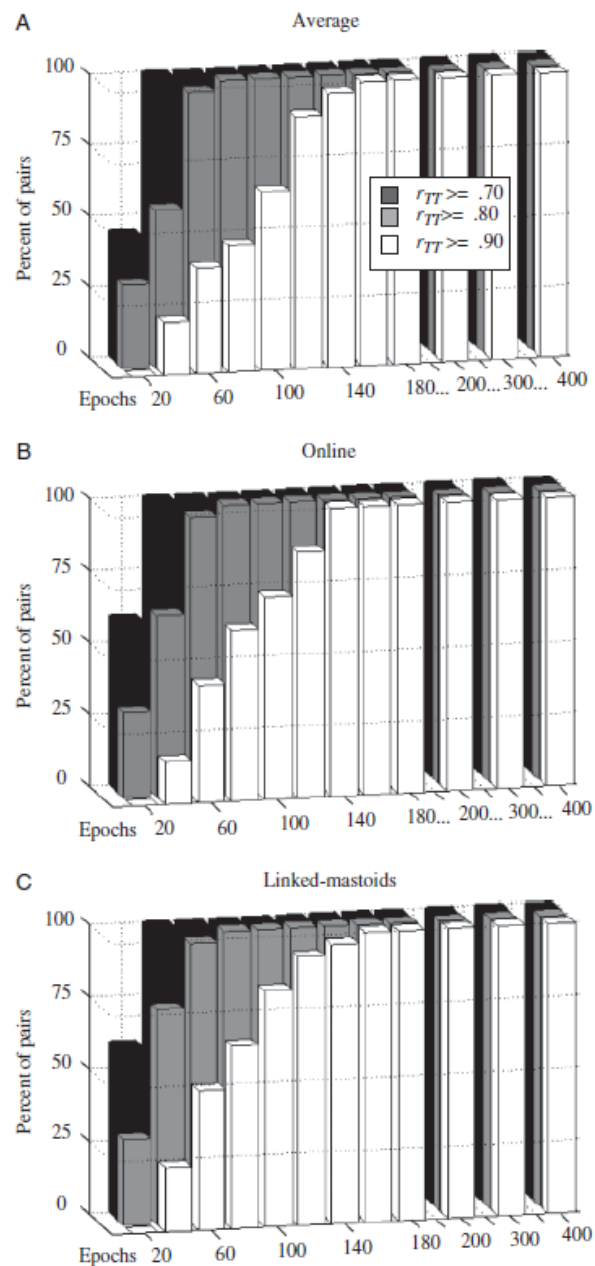 A
Average
100
75
50
25
0
Percent of pairs
rTT >= .70
rTT>= .80
rTT >= .90
Epochs 20 60 100 140 180... 200... 300... 400
B
Online
100
75
50
25
0
Percent of pairs
Epochs 20 60 100 140 180... 200... 300... 400
C
Linked-mastoids
100
75
50
25
0
Percent of pairs
Epochs 20 60 100 140 180 200 300 400